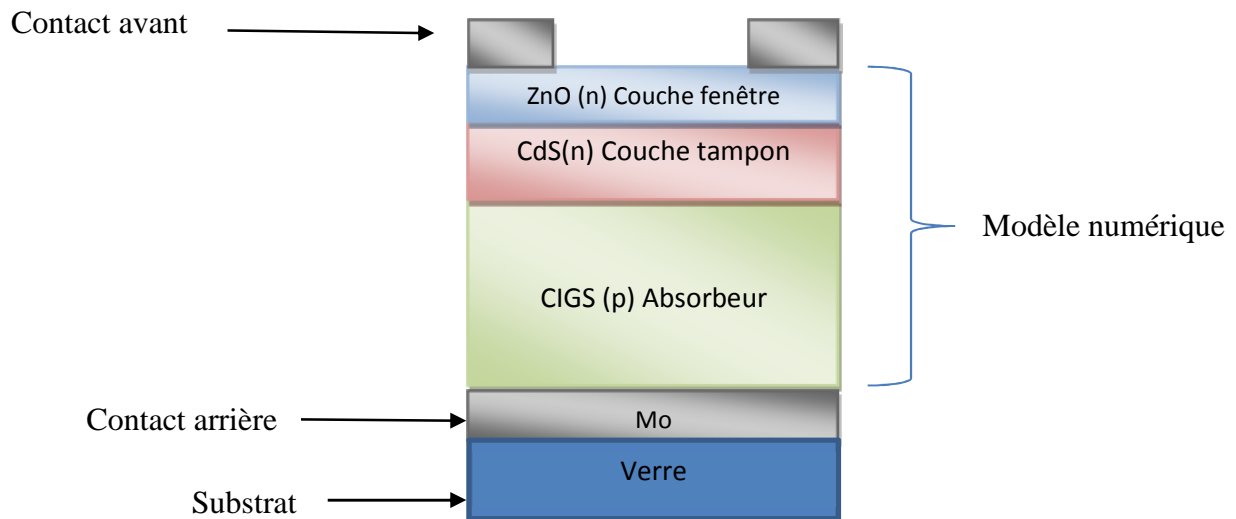 Contact avant
ZnO (n) Couche fenêtre
CdS(n) Couche tampon
Modèle numérique
CIGS (p) Absorbeur
Contact arrière
Mo
Verre
Substrat